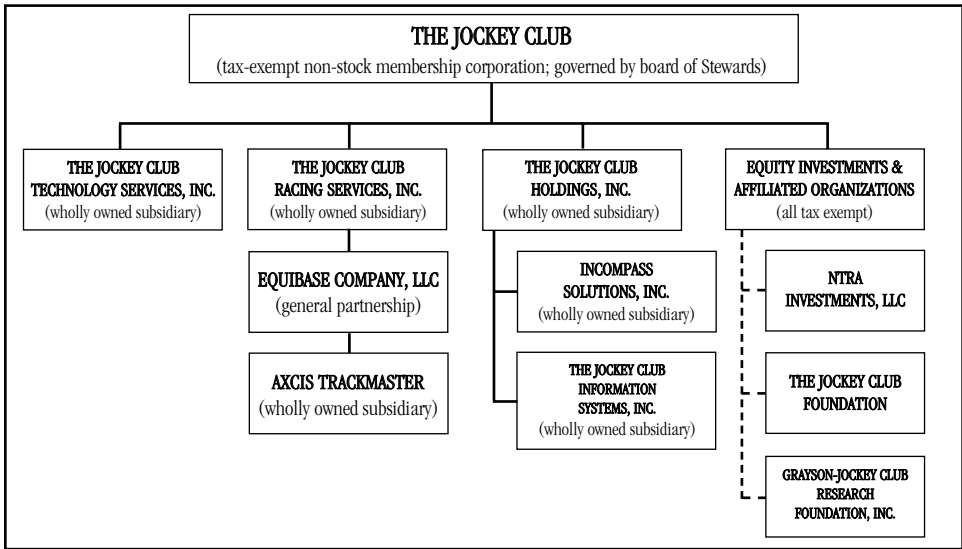 THE JOCKEY CLUB
(tax-exempt non-stock membership corporation; governed by board of Stewards)
THE JOCKEY CLUB
TECHNOLOGY SERVICES, INC.
(wholly owned subsidiary)
THE JOCKEY CLUB
RACING SERVICES, INC.
(wholly owned subsidiary)
EQUIBASE COMPANY, LLC
(general partnership)
AXCIS TRACKMASTER
(wholly owned subsidiary)
THE JOCKEY CLUB
HOLDINGS, INC.
(wholly owned subsidiary)
INCOMPASS
SOLUTIONS, INC.
(wholly owned subsidiary)
THE JOCKEY CLUB
INFORMATION
SYSTEMS, INC.
(wholly owned subsidiary)
EQUITY INVESTMENTS &
AFFILIATED ORGANIZATIONS
(all tax exempt)
NTRA
INVESTMENTS, LLC
THE JOCKEY CLUB
FOUNDATION
GRAYSON-JOCKEY CLUB
RESEARCH
FOUNDATION, INC.